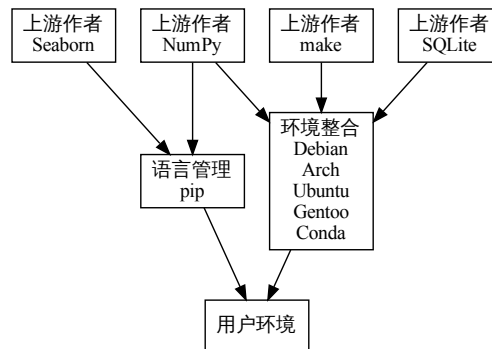 上游作者
Seaborn
上游作者
NumPy
上游作者
make
上游作者
SQLite
语言管理
pip
环境整合
Debian
Arch
Ubuntu
Gentoo
Conda
用户环境